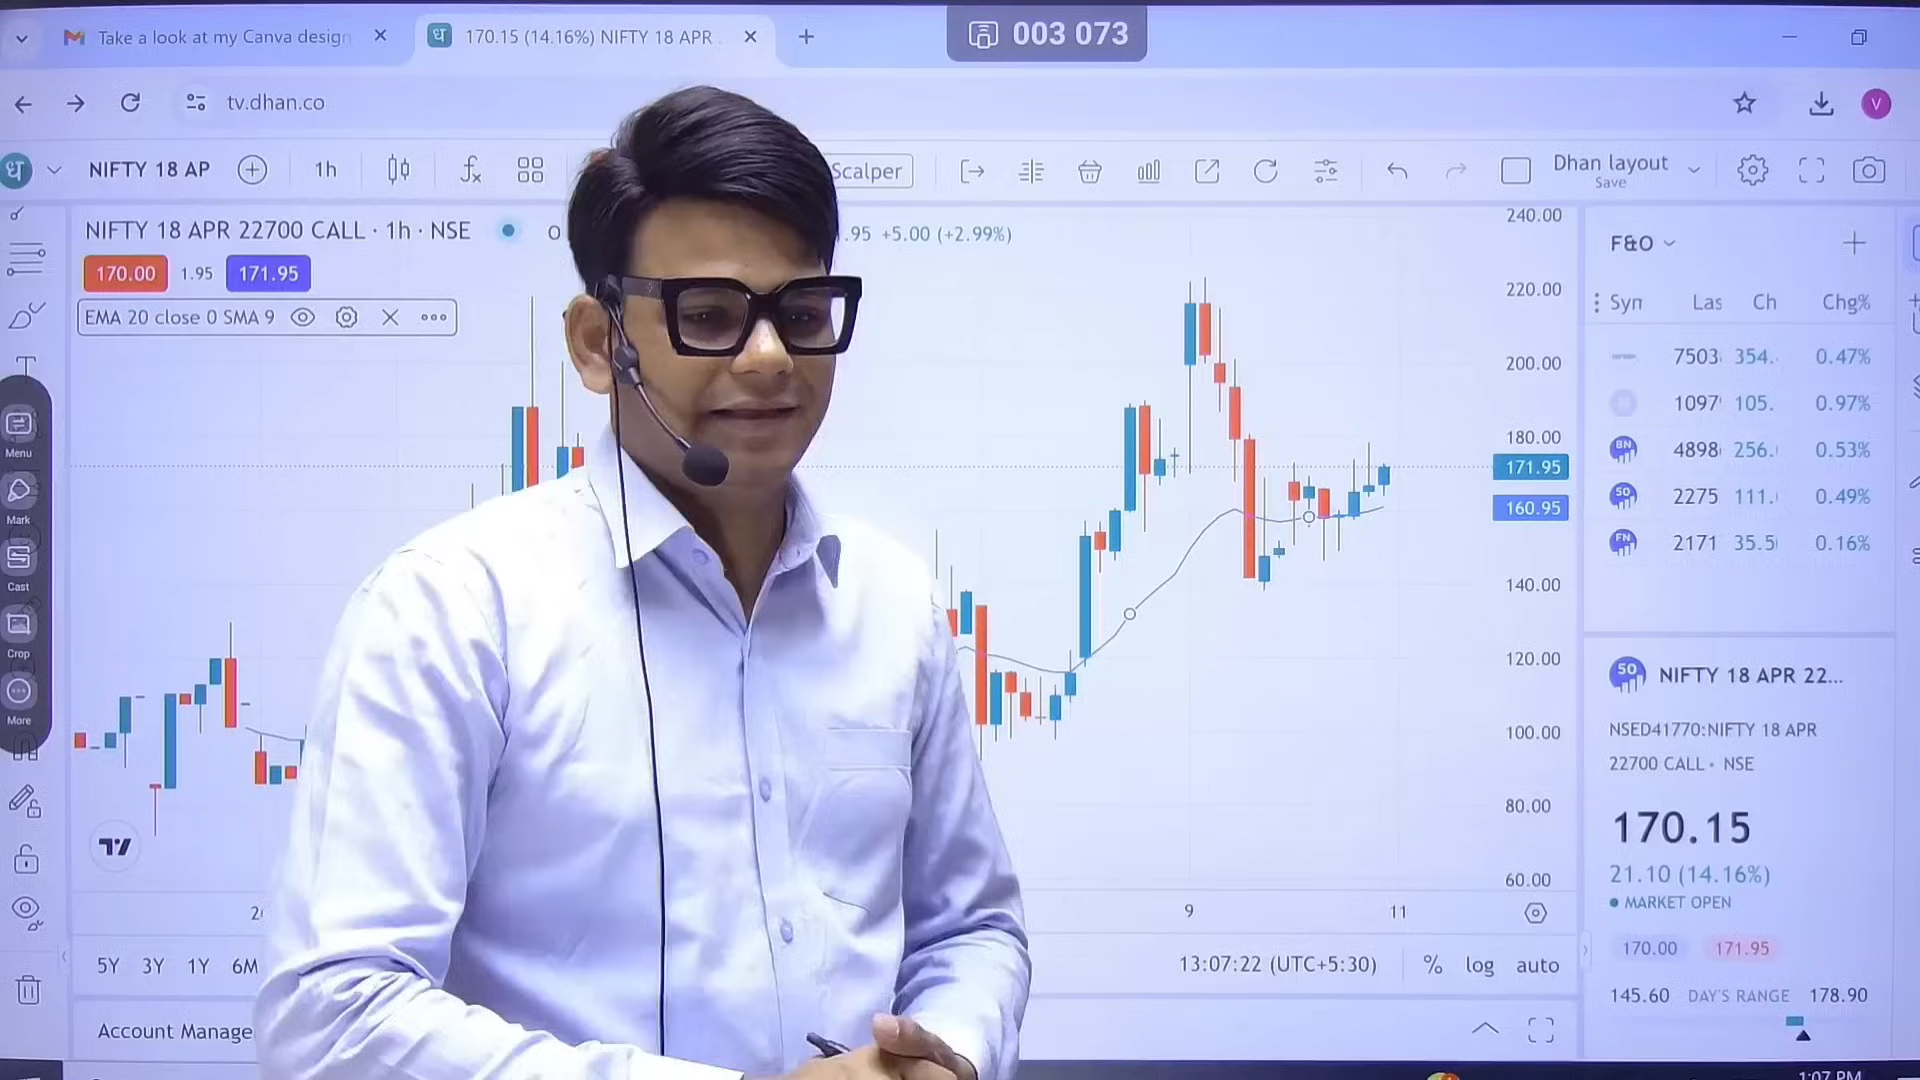 Take a look at my Canva design
170.15 (14.16%) NIFTY 18 APR
003 073
tv.dhan.co
V
NIFTY 18 AP
1h
Scalper
Dhan layout
Save
NIFTY 18 APR 22700 CALL · 1h · NSE
O
.95 +5.00 (+2.99%)
170.00 1.95 171.95
EMA 20 close 0 SMA 9
240.00
220.00
200.00
180.00
171.95
160.95
140.00
120.00
100.00
80.00
60.00
Menu
Mark
Cast
Crop
More
9
11
5Y 3Y 1Y 6M
13:07:22 (UTC+5:30)
% log auto
Account Manage
F&O
Syn Las Ch Chg%
7503 354. 0.47%
1097 105. 0.97%
BN 4898 256. 0.53%
50 2275 111. 0.49%
FN 2171 35.5 0.16%
50 NIFTY 18 APR 22...
NSED41770:NIFTY 18 APR
22700 CALL • NSE
170.15
21.10 (14.16%)
MARKET OPEN
170.00 171.95
145.60 DAY'S RANGE 178.90
1:07 PM